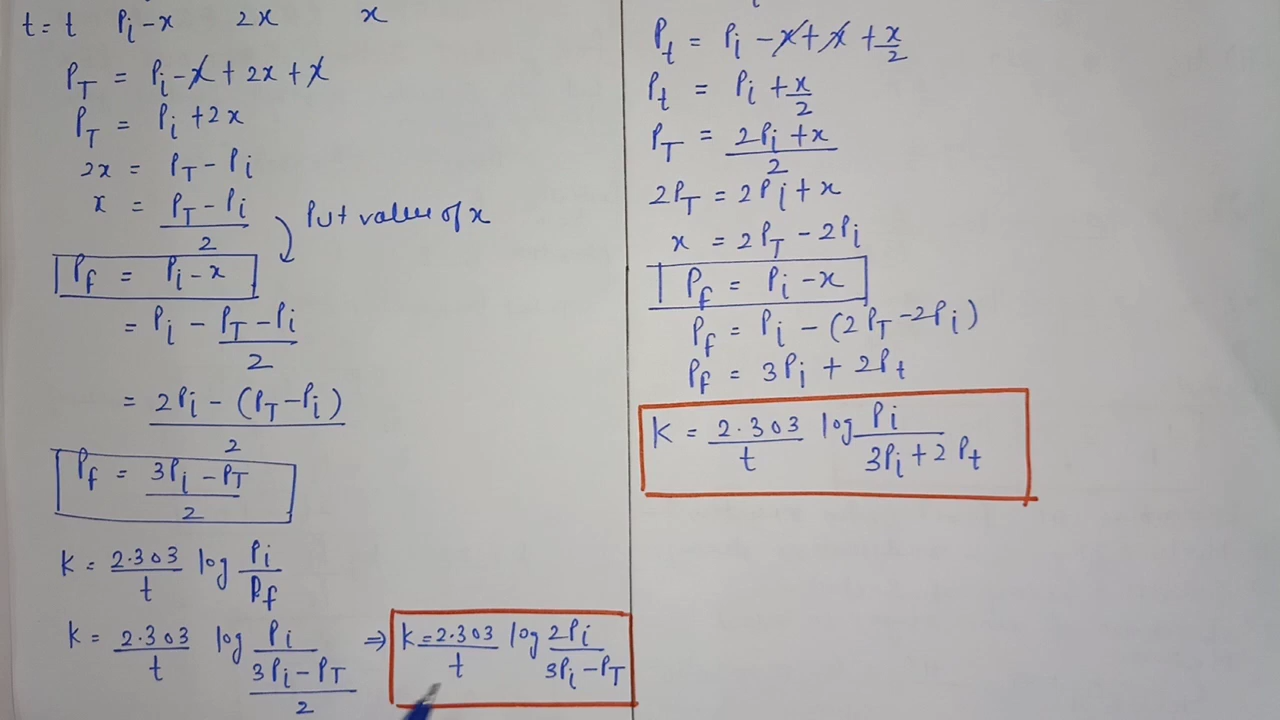 t = t Pi - x 2x x
PT = Pi - x + 2x + x
PT = Pi + 2x
2x = PT - Pi
x = PT - Pi / 2
Put value of x
Pf = Pi - x
= Pi - PT - Pi / 2
= 2Pi - (PT - Pi) / 2
Pf = 3Pi - PT / 2
K = 2.303 / t log Pi / Pf
K = 2.303 / t log Pi / 3Pi - PT / 2 ⇒ K = 2.303 / t log 2Pi / 3Pi - PT
Pt = Pi - x + x + x / 2
Pt = Pi + x / 2
PT = 2Pi + x / 2
2PT = 2Pi + x
x = 2PT - 2Pi
Pf = Pi - x
Pf = Pi - (2PT - 2Pi)
Pf = 3Pi + 2Pt
K = 2.303 / t log Pi / 3Pi + 2Pt